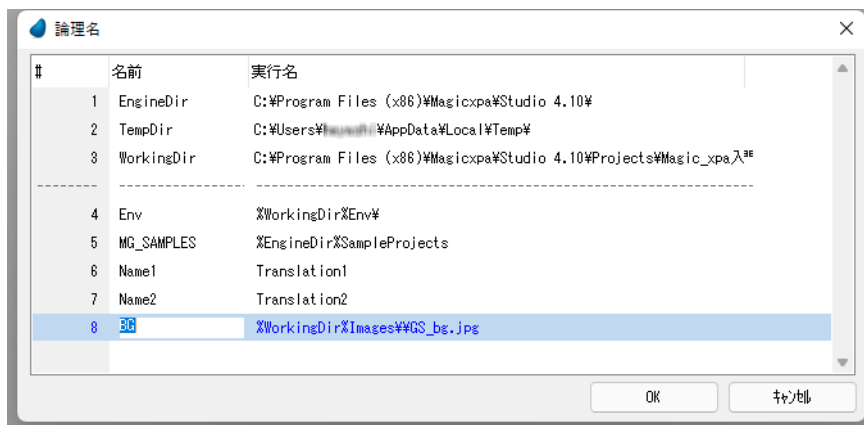 論理名
# 名前 実行名
1 EngineDir C:¥Program Files (x86)¥Magicxpa¥Studio 4.10¥
2 TempDir C:¥Users¥ ¥AppData¥Local¥Temp¥
3 WorkingDir C:¥Program Files (x86)¥Magicxpa¥Studio 4.10¥Projects¥Magic_xpa入
4 Env %WorkingDir%Env¥
5 MG_SAMPLES %EngineDir%SampleProjects
6 Name1 Translation1
7 Name2 Translation2
8 BG %WorkingDir%Images¥¥GS_bg.jpg
OK キャンセル